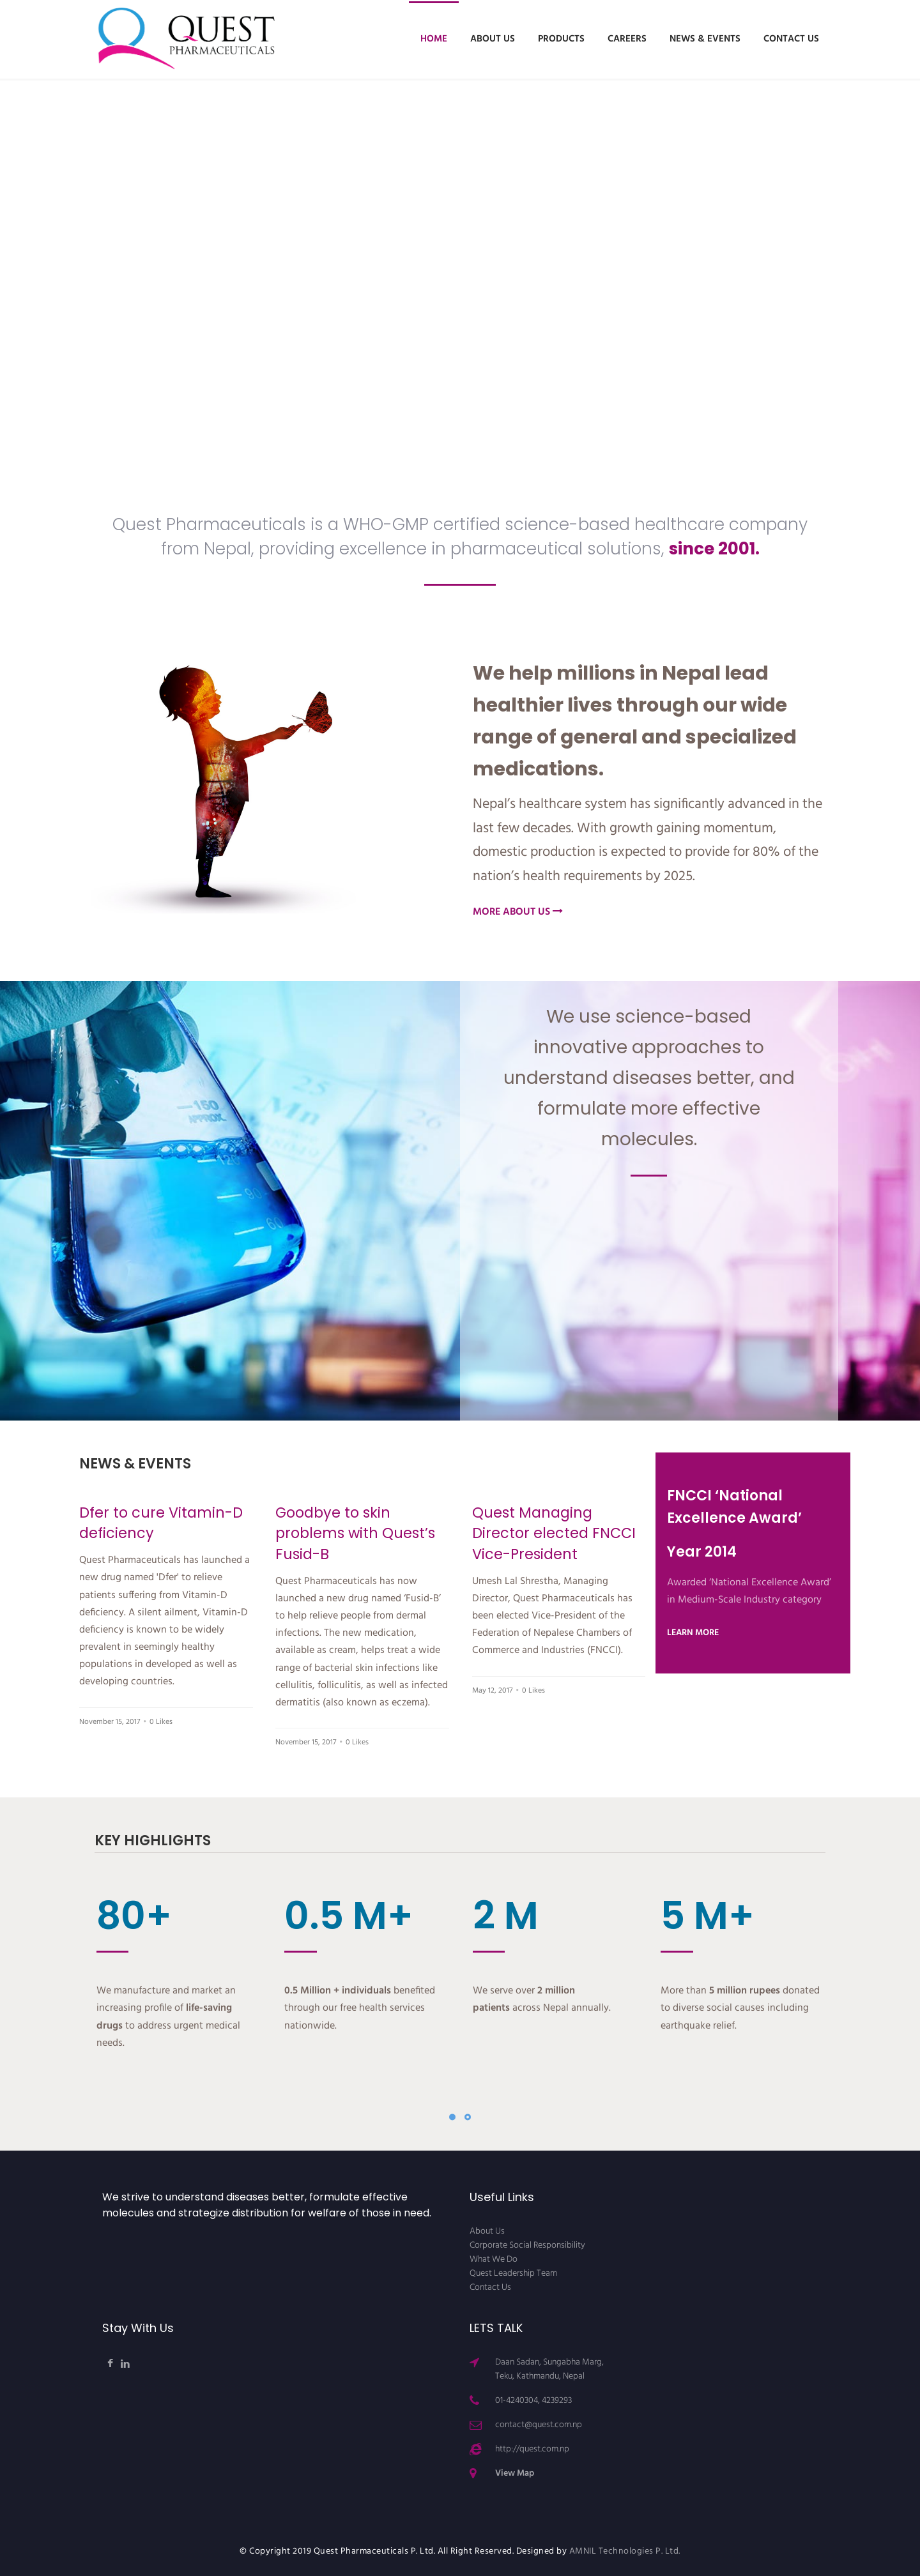 QUEST
PHARMACEUTICALS
HOME
ABOUT US
PRODUCTS
CAREERS
NEWS & EVENTS
CONTACT US
Quest Pharmaceuticals is a WHO-GMP certified science-based healthcare company
from Nepal, providing excellence in pharmaceutical solutions, since 2001.
We help millions in Nepal lead
healthier lives through our wide
range of general and specialized
medications.
Nepal’s healthcare system has significantly advanced in the
last few decades. With growth gaining momentum,
domestic production is expected to provide for 80% of the
nation’s health requirements by 2025.
MORE ABOUT US
150
APPROX
90
60
Mn
We use science-based
innovative approaches to
understand diseases better, and
formulate more effective
molecules.
NEWS & EVENTS
Dfer to cure Vitamin-D
deficiency
Quest Pharmaceuticals has launched a
new drug named 'Dfer' to relieve
patients suffering from Vitamin-D
deficiency. A silent ailment, Vitamin-D
deficiency is known to be widely
prevalent in seemingly healthy
populations in developed as well as
developing countries.
November 15, 2017 • 0 Likes
Goodbye to skin
problems with Quest’s
Fusid-B
Quest Pharmaceuticals has now
launched a new drug named ‘Fusid-B’
to help relieve people from dermal
infections. The new medication,
available as cream, helps treat a wide
range of bacterial skin infections like
cellulitis, folliculitis, as well as infected
dermatitis (also known as eczema).
November 15, 2017 • 0 Likes
Quest Managing
Director elected FNCCI
Vice-President
Umesh Lal Shrestha, Managing
Director, Quest Pharmaceuticals has
been elected Vice-President of the
Federation of Nepalese Chambers of
Commerce and Industries (FNCCI).
May 12, 2017 • 0 Likes
FNCCI ‘National
Excellence Award’
Year 2014
Awarded ‘National Excellence Award’
in Medium-Scale Industry category
LEARN MORE
KEY HIGHLIGHTS
80+
We manufacture and market an
increasing profile of life-saving
drugs to address urgent medical
needs.
0.5 M+
0.5 Million + individuals benefited
through our free health services
nationwide.
2 M
We serve over 2 million
patients across Nepal annually.
5 M+
More than 5 million rupees donated
to diverse social causes including
earthquake relief.
We strive to understand diseases better, formulate effective
molecules and strategize distribution for welfare of those in need.
Useful Links
About Us
Corporate Social Responsibility
What We Do
Quest Leadership Team
Contact Us
Stay With Us
LETS TALK
Daan Sadan, Sungabha Marg,
Teku, Kathmandu, Nepal
01-4240304, 4239293
contact@quest.com.np
http://quest.com.np
View Map
© Copyright 2019 Quest Pharmaceuticals P. Ltd. All Right Reserved. Designed by AMNIL Technologies P. Ltd.